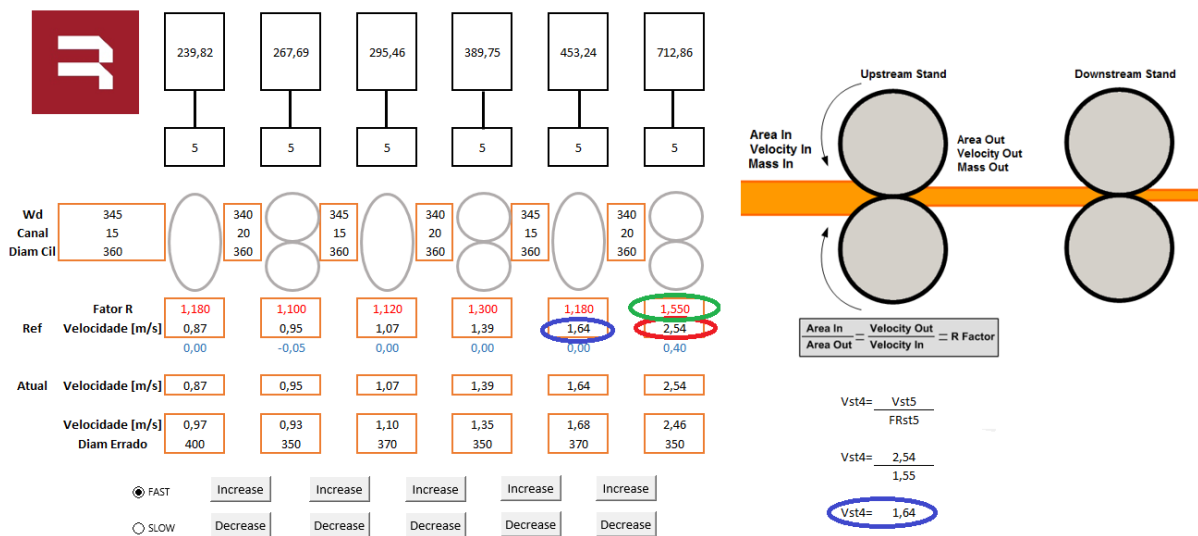 239,82 267,69 295,46 389,75 453,24 712,86
5 5 5 5 5 5
Wd 345 340 345 340 345 340
Canal 15 20 15 20 15 20
Diam Cil 360 360 360 360 360 360
Fator R 1,180 1,100 1,120 1,300 1,180 1,550
Ref Velocidade [m/s] 0,87 0,95 1,07 1,39 1,64 2,54
0,00 -0,05 0,00 0,00 0,00 0,40
Atual Velocidade [m/s] 0,87 0,95 1,07 1,39 1,64 2,54
Velocidade [m/s] 0,97 0,93 1,10 1,35 1,68 2,46
Diam Errado 400 350 370 350 370 350
FAST Increase Increase Increase Increase Increase
SLOW Decrease Decrease Decrease Decrease Decrease
Upstream Stand Downstream Stand
Area In
Velocity In
Mass In
Area Out
Velocity Out
Mass Out
Area In / Area Out = Velocity Out / Velocity In = R Factor
Vst4= Vst5
FRst5
Vst4= 2,54
1,55
Vst4= 1,64